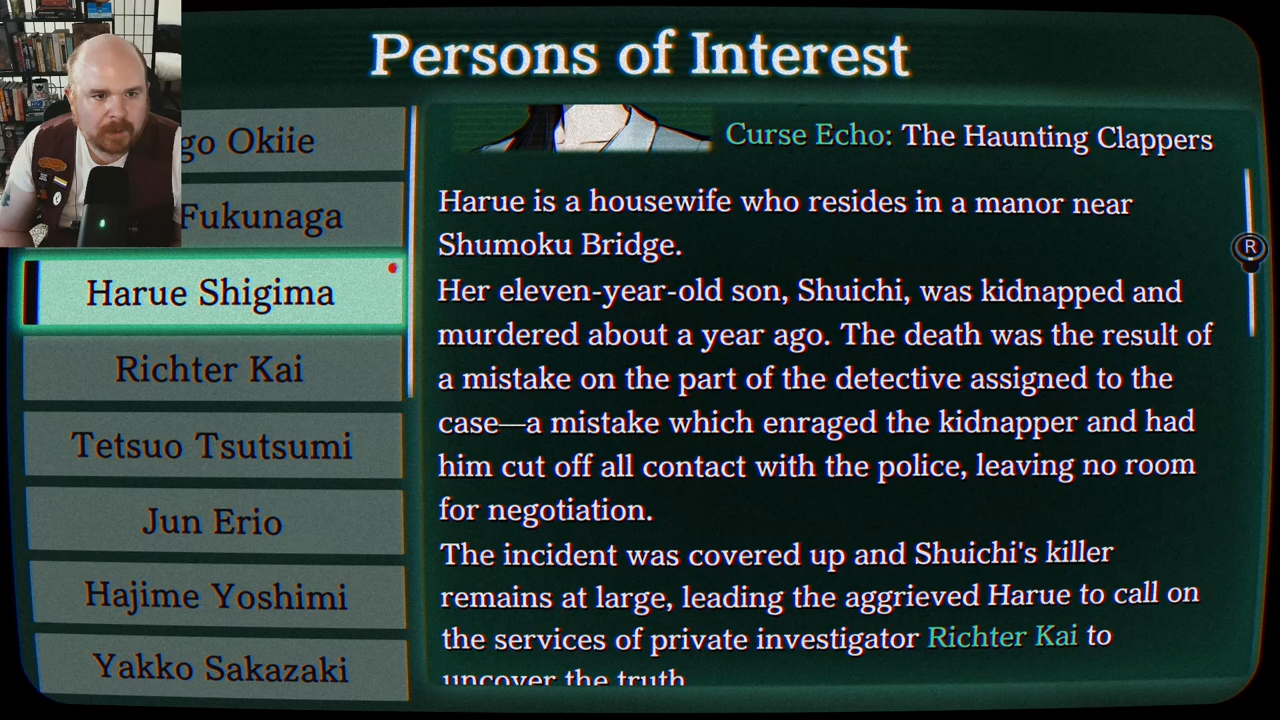 Persons of Interest
go Okiie
Fukunaga
Harue Shigima
Richter Kai
Tetsuo Tsutsumi
Jun Erio
Hajime Yoshimi
Yakko Sakazaki
Curse Echo: The Haunting Clappers
Harue is a housewife who resides in a manor near
Shumoku Bridge.
Her eleven-year-old son, Shuichi, was kidnapped and
murdered about a year ago. The death was the result of
a mistake on the part of the detective assigned to the
case—a mistake which enraged the kidnapper and had
him cut off all contact with the police, leaving no room
for negotiation.
The incident was covered up and Shuichi's killer
remains at large, leading the aggrieved Harue to call on
the services of private investigator Richter Kai to
uncover the truth
R